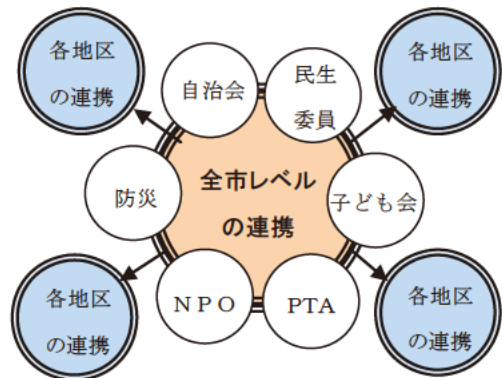 各地区
の連携
自治会
民生
委員
各地区
の連携
防災
全市レベル
の連携
子ども会
各地区
の連携
ＮＰＯ
PTA
各地区
の連携